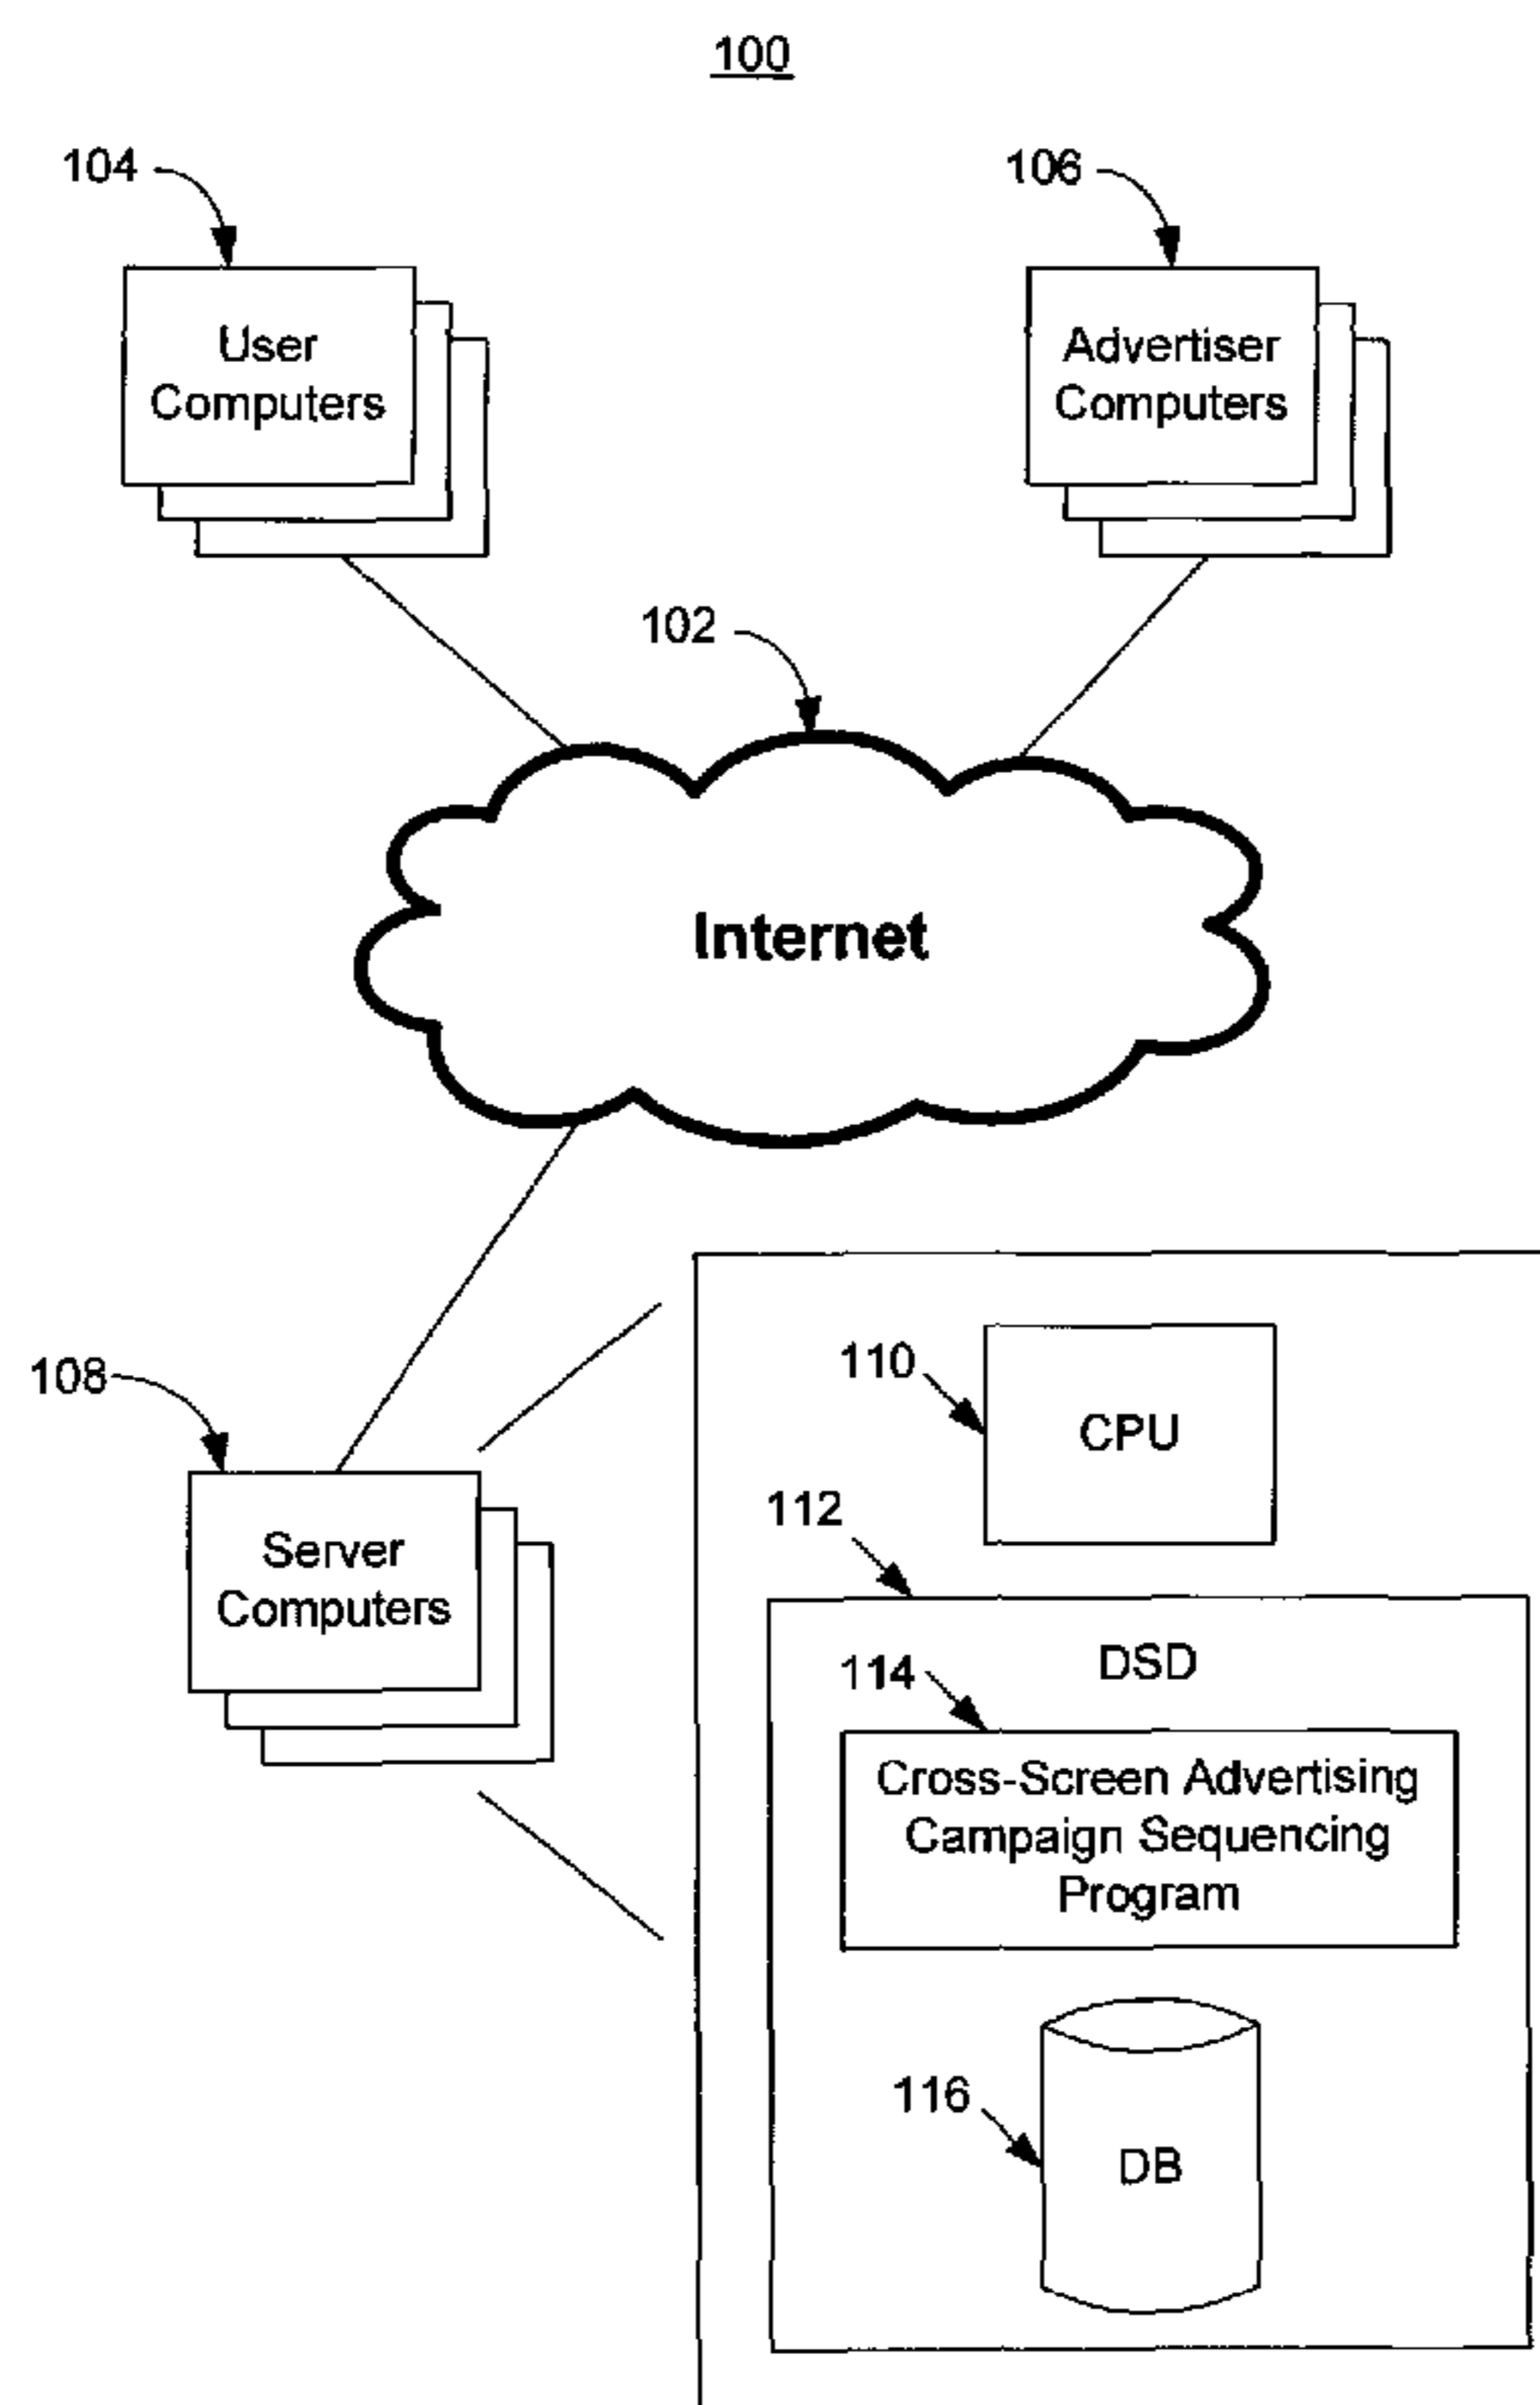 100
104
106
User
Computers
Advertiser
Computers
102
Internet
108
110
CPU
Server
Computers
112
DSD
114
Cross-Screen Advertising
Campaign Sequencing
Program
116
DB